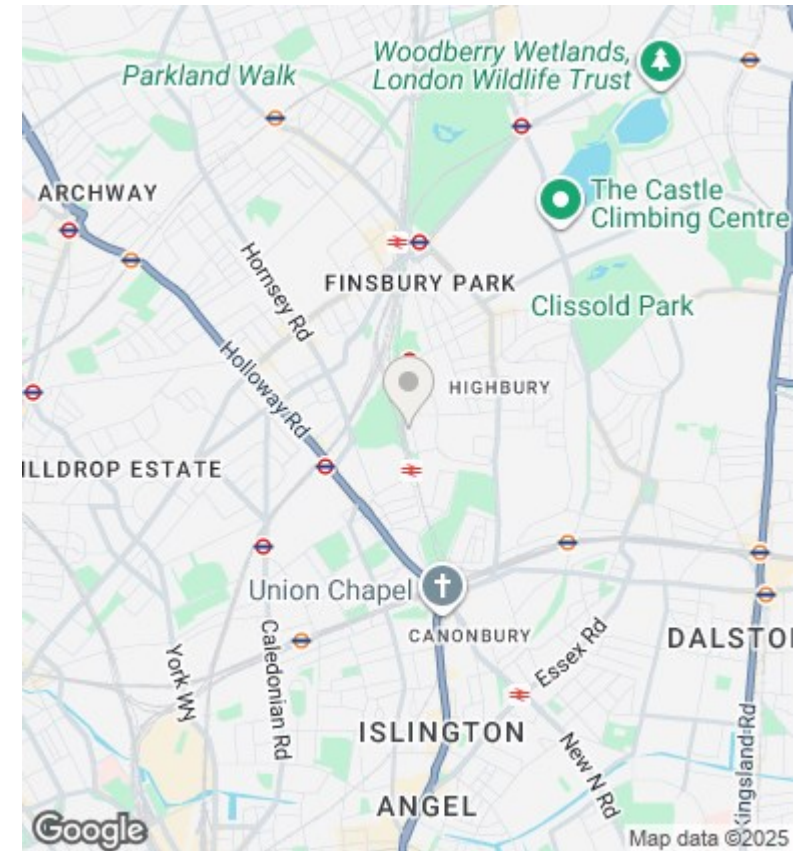 Woodberry Wetlands,
London Wildlife Trust
Parkland Walk
ARCHWAY
The Castle
Climbing Centre
Hornsey Rd
FINSBURY PARK
Clissold Park
HIGHBURY
Holloway Rd
ILLDROP ESTATE
Union Chapel
CANONBURY
Essex Rd
DALSTO
York WN
Caledonian Rd
ISLINGTON
New N Rd
Kingsland Rd
ANGEL
Google
Map data ©2025